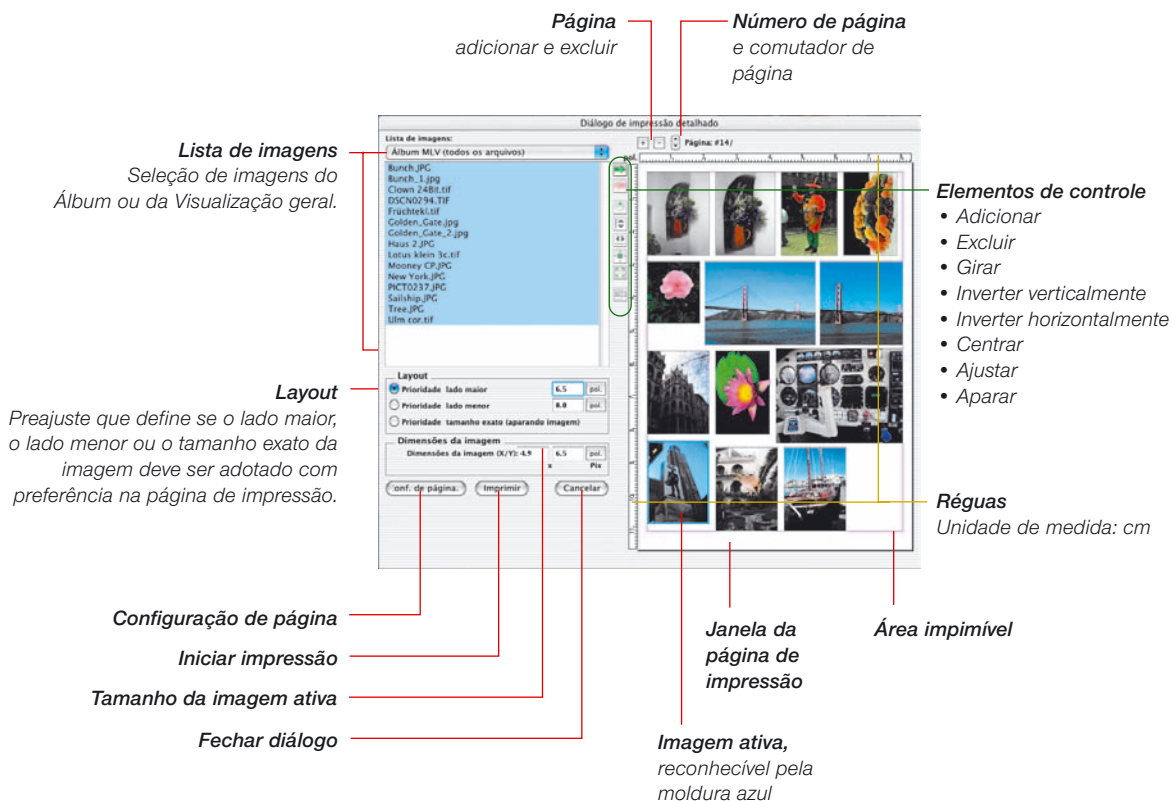 Página
adicionar e excluir
Número de página
e comutador de
página
Diálogo de impressão detalhado
Lista de imagens:
Álbum MLV (todos os arquivos)
Página: #14/
pol.
Bunch.JPG
Bunch_1.jpg
Clown 24Bit.tif
DSCN0294.TIF
Früchtekl.tif
Golden_Gate.jpg
Golden_Gate_2.jpg
Haus 2.JPG
Lotus klein 3c.tif
Mooney CP.JPG
New York.JPG
PICT0237.JPG
Sailship.JPG
Tree.JPG
Ulm cor.tif
Lista de imagens
Seleção de imagens do
Álbum ou da Visualização geral.
Elementos de controle
• Adicionar
• Excluir
• Girar
• Inverter verticalmente
• Inverter horizontalmente
• Centrar
• Ajustar
• Aparar
Layout
Prioridade lado maior 6.5 pol.
Prioridade lado menor 8.0 pol.
Prioridade tamanho exato (aparando imagem)
Dimensões da imagem
Dimensões da imagem (X/Y): 4.9 6.5 pol.
x Pix
onf. de página. Imprimir Cancelar
Layout
Preajuste que define se o lado maior,
o lado menor ou o tamanho exato da
imagem deve ser adotado com
preferência na página de impressão.
Réguas
Unidade de medida: cm
Configuração de página
Iniciar impressão
Tamanho da imagem ativa
Fechar diálogo
Janela da
página de
impressão
Área impimível
Imagem ativa,
reconhecível pela
moldura azul